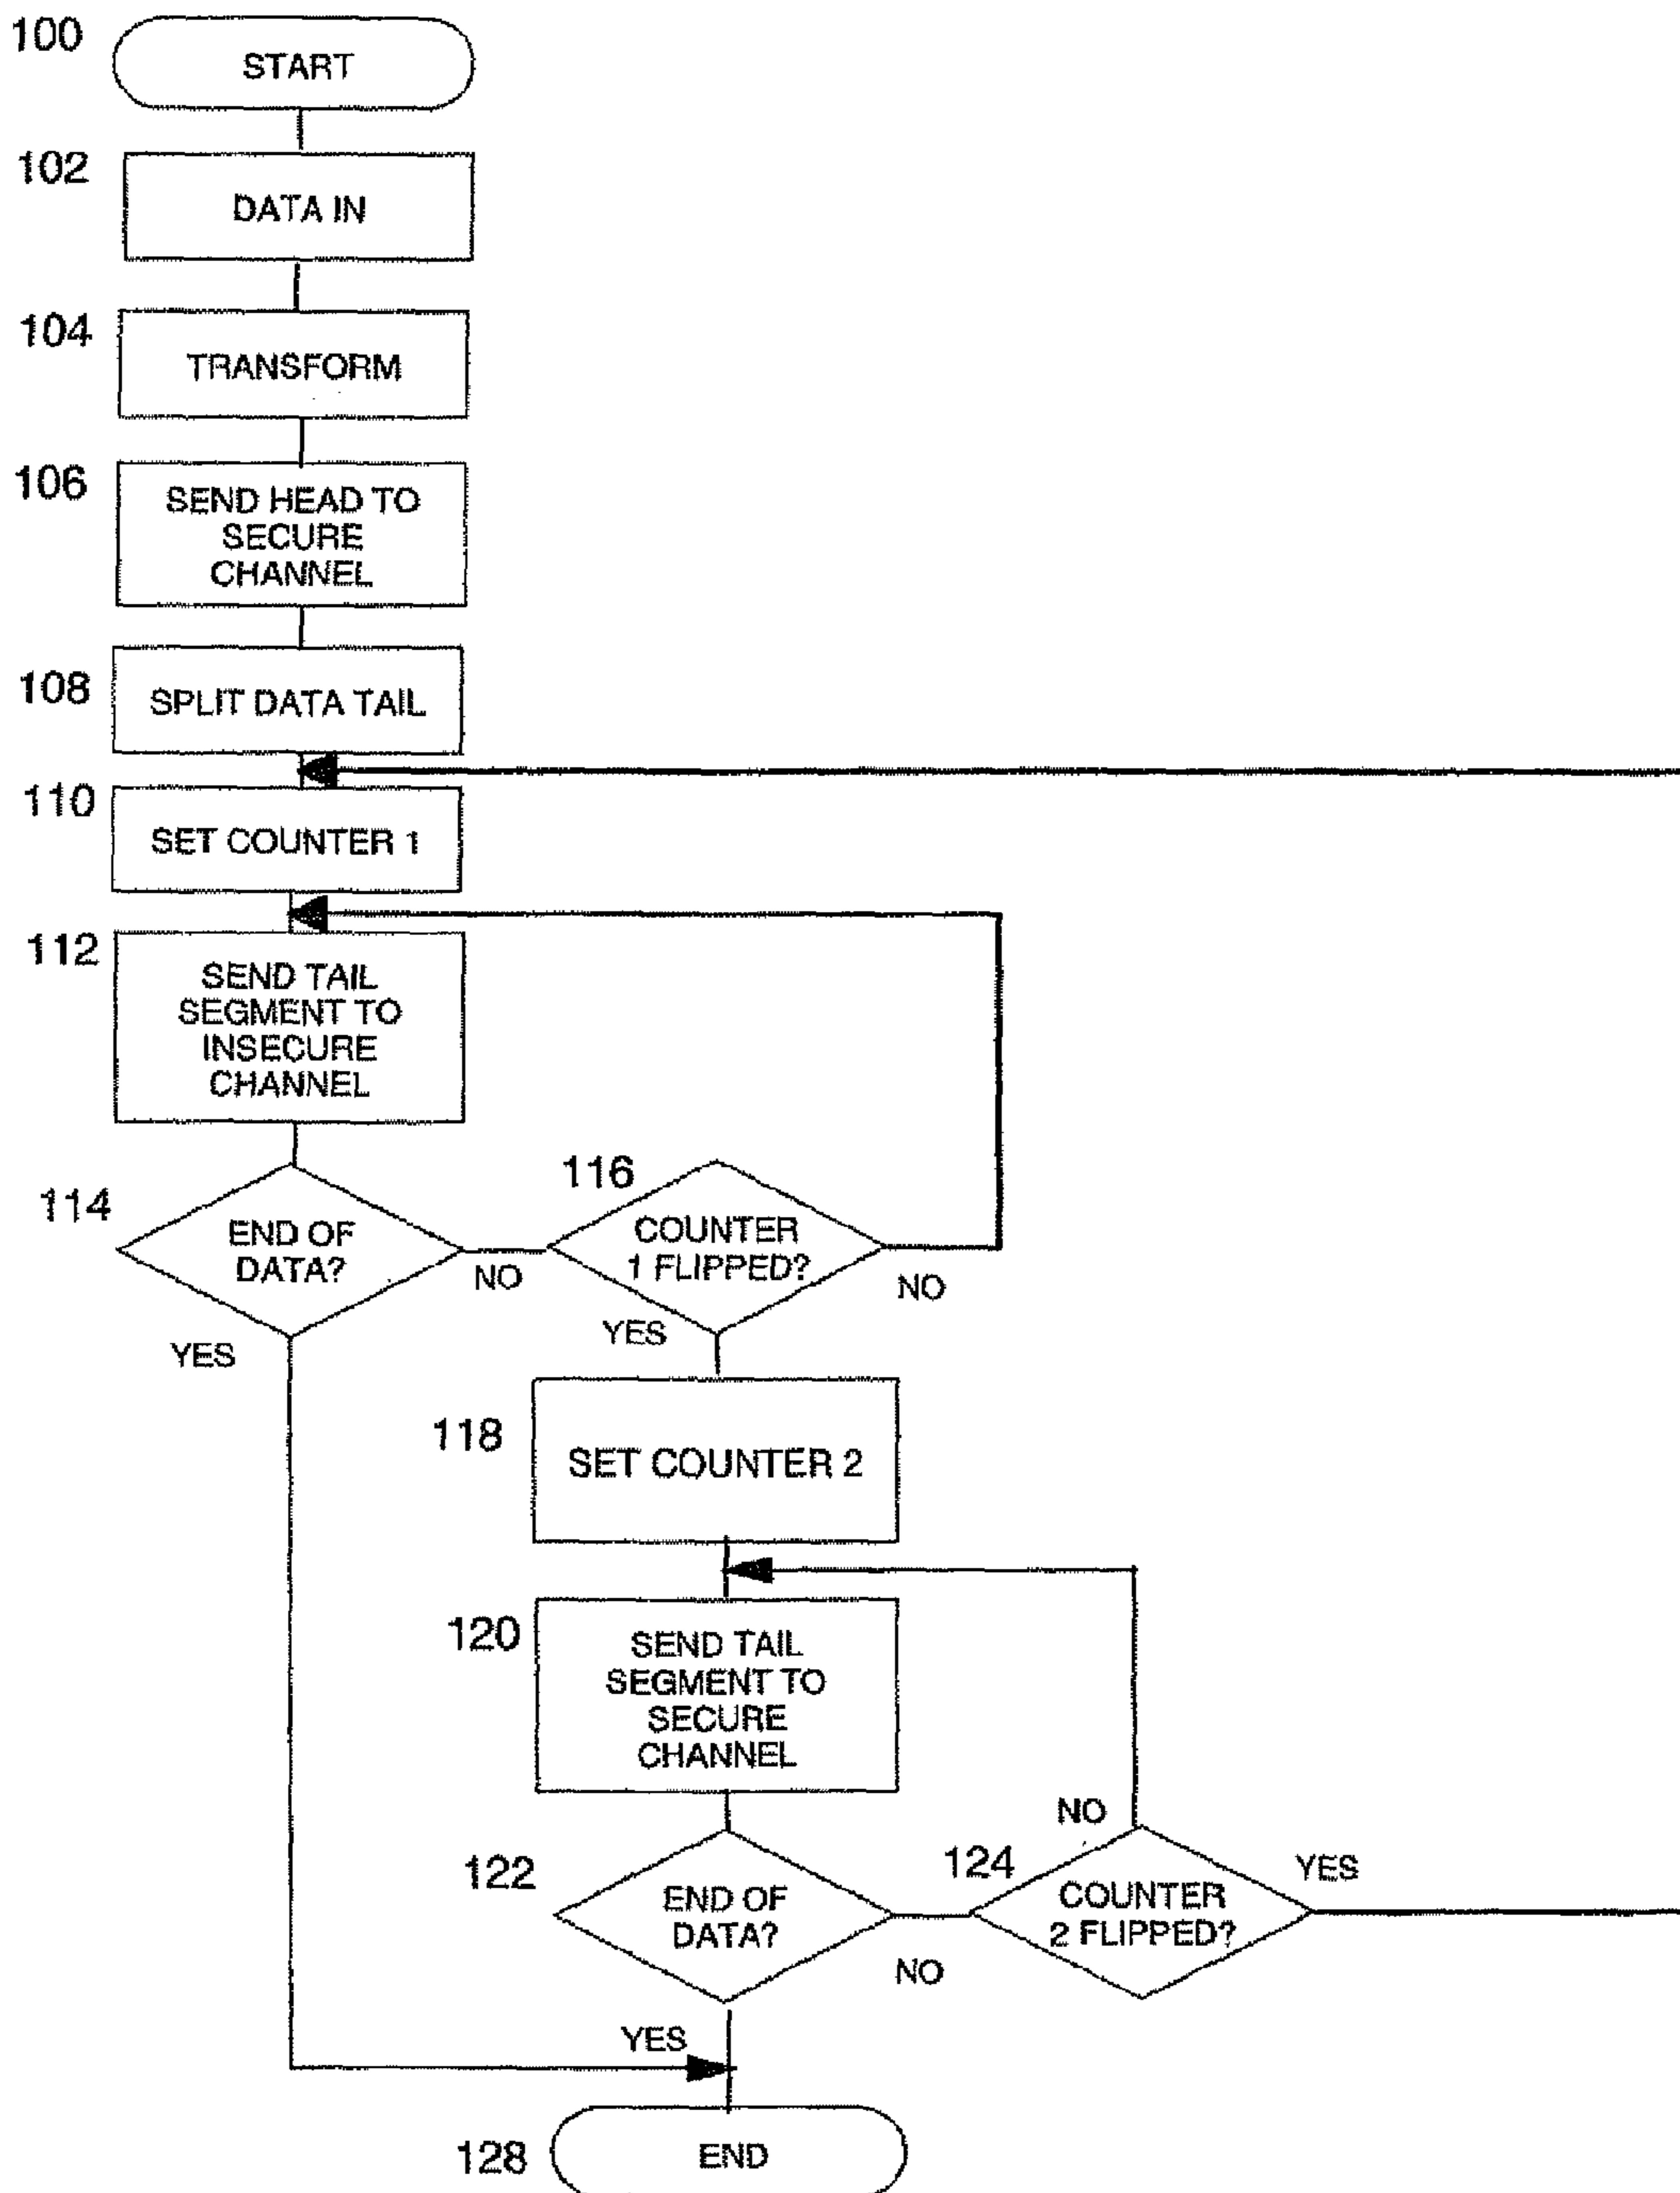 100
START
102
DATA IN
104
TRANSFORM
106
SEND HEAD TO
SECURE
CHANNEL
108
SPLIT DATA TAIL
110
SET COUNTER 1
112
SEND TAIL
SEGMENT TO
INSECURE
CHANNEL
114
END OF
DATA?
NO
YES
116
COUNTER
1 FLIPPED?
NO
YES
118
SET COUNTER 2
120
SEND TAIL
SEGMENT TO
SECURE
CHANNEL
122
END OF
DATA?
NO
YES
124
COUNTER
2 FLIPPED?
NO
YES
128
END